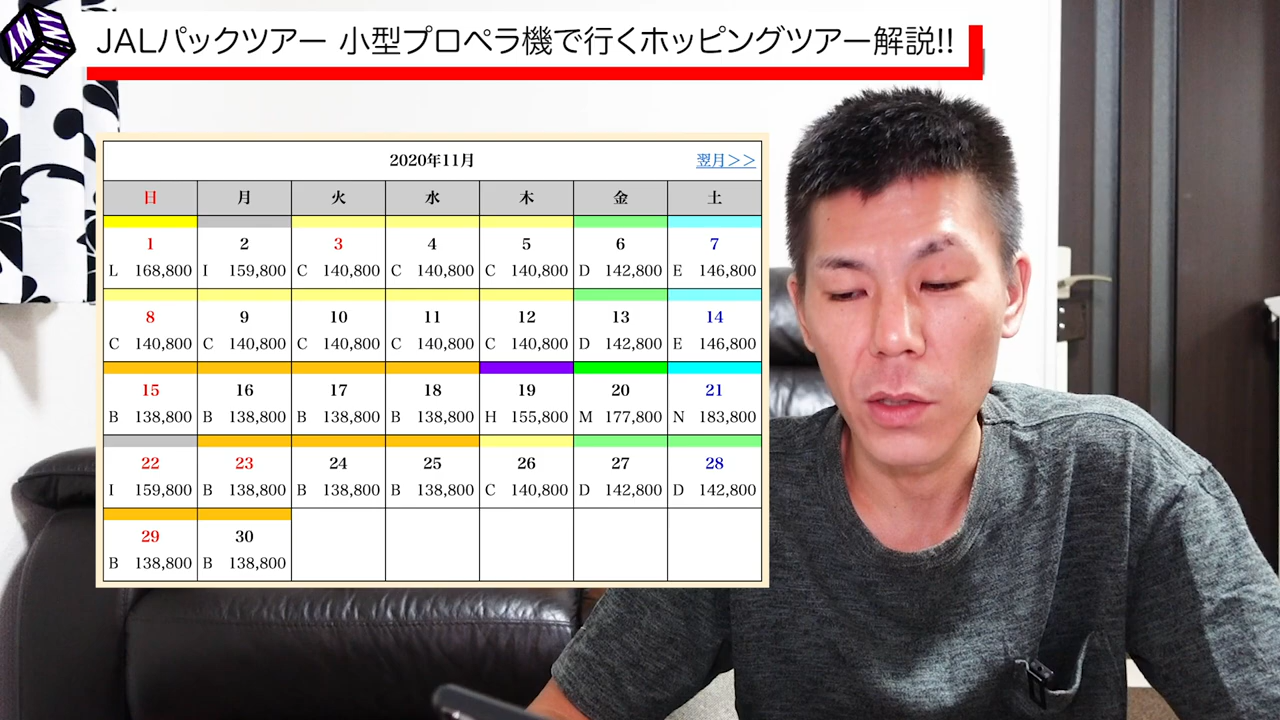 JALパックツアー 小型プロペラ機で行くホッピングツアー解説!!
NY NY NY
2020年11月 翌月>>
日 月 火 水 木 金 土
1 2 3 4 5 6 7
L 168,800 I 159,800 C 140,800 C 140,800 C 140,800 D 142,800 E 146,800
8 9 10 11 12 13 14
C 140,800 C 140,800 C 140,800 C 140,800 C 140,800 D 142,800 E 146,800
15 16 17 18 19 20 21
B 138,800 B 138,800 B 138,800 B 138,800 H 155,800 M 177,800 N 183,800
22 23 24 25 26 27 28
I 159,800 B 138,800 B 138,800 B 138,800 C 140,800 D 142,800 D 142,800
29 30
B 138,800 B 138,800